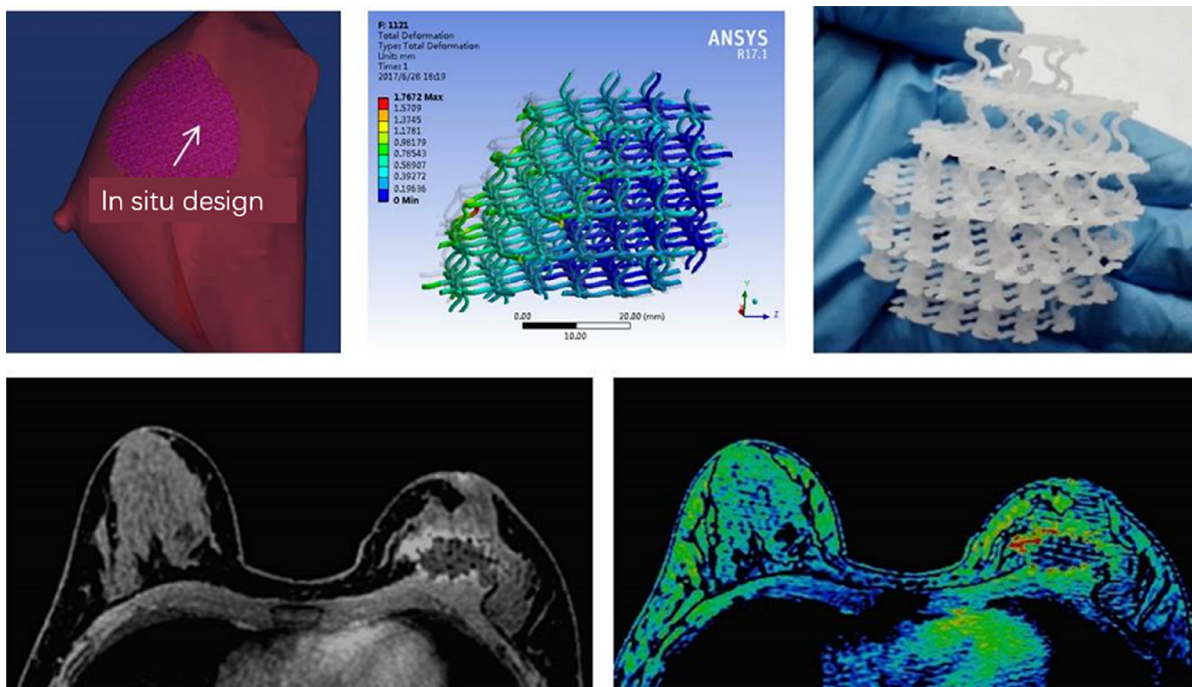 In situ design
F: 1121
Total Deformation
Type: Total Deformation
Unit: mm
Time: 1
2017/6/28 16:19
1.7672 Max
1.5709
1.3745
1.1781
0.98179
0.78543
0.58907
0.39272
0.19636
0 Min
ANSYS
R17.1
0.00
20.00 (mm)
10.00
Y
Z